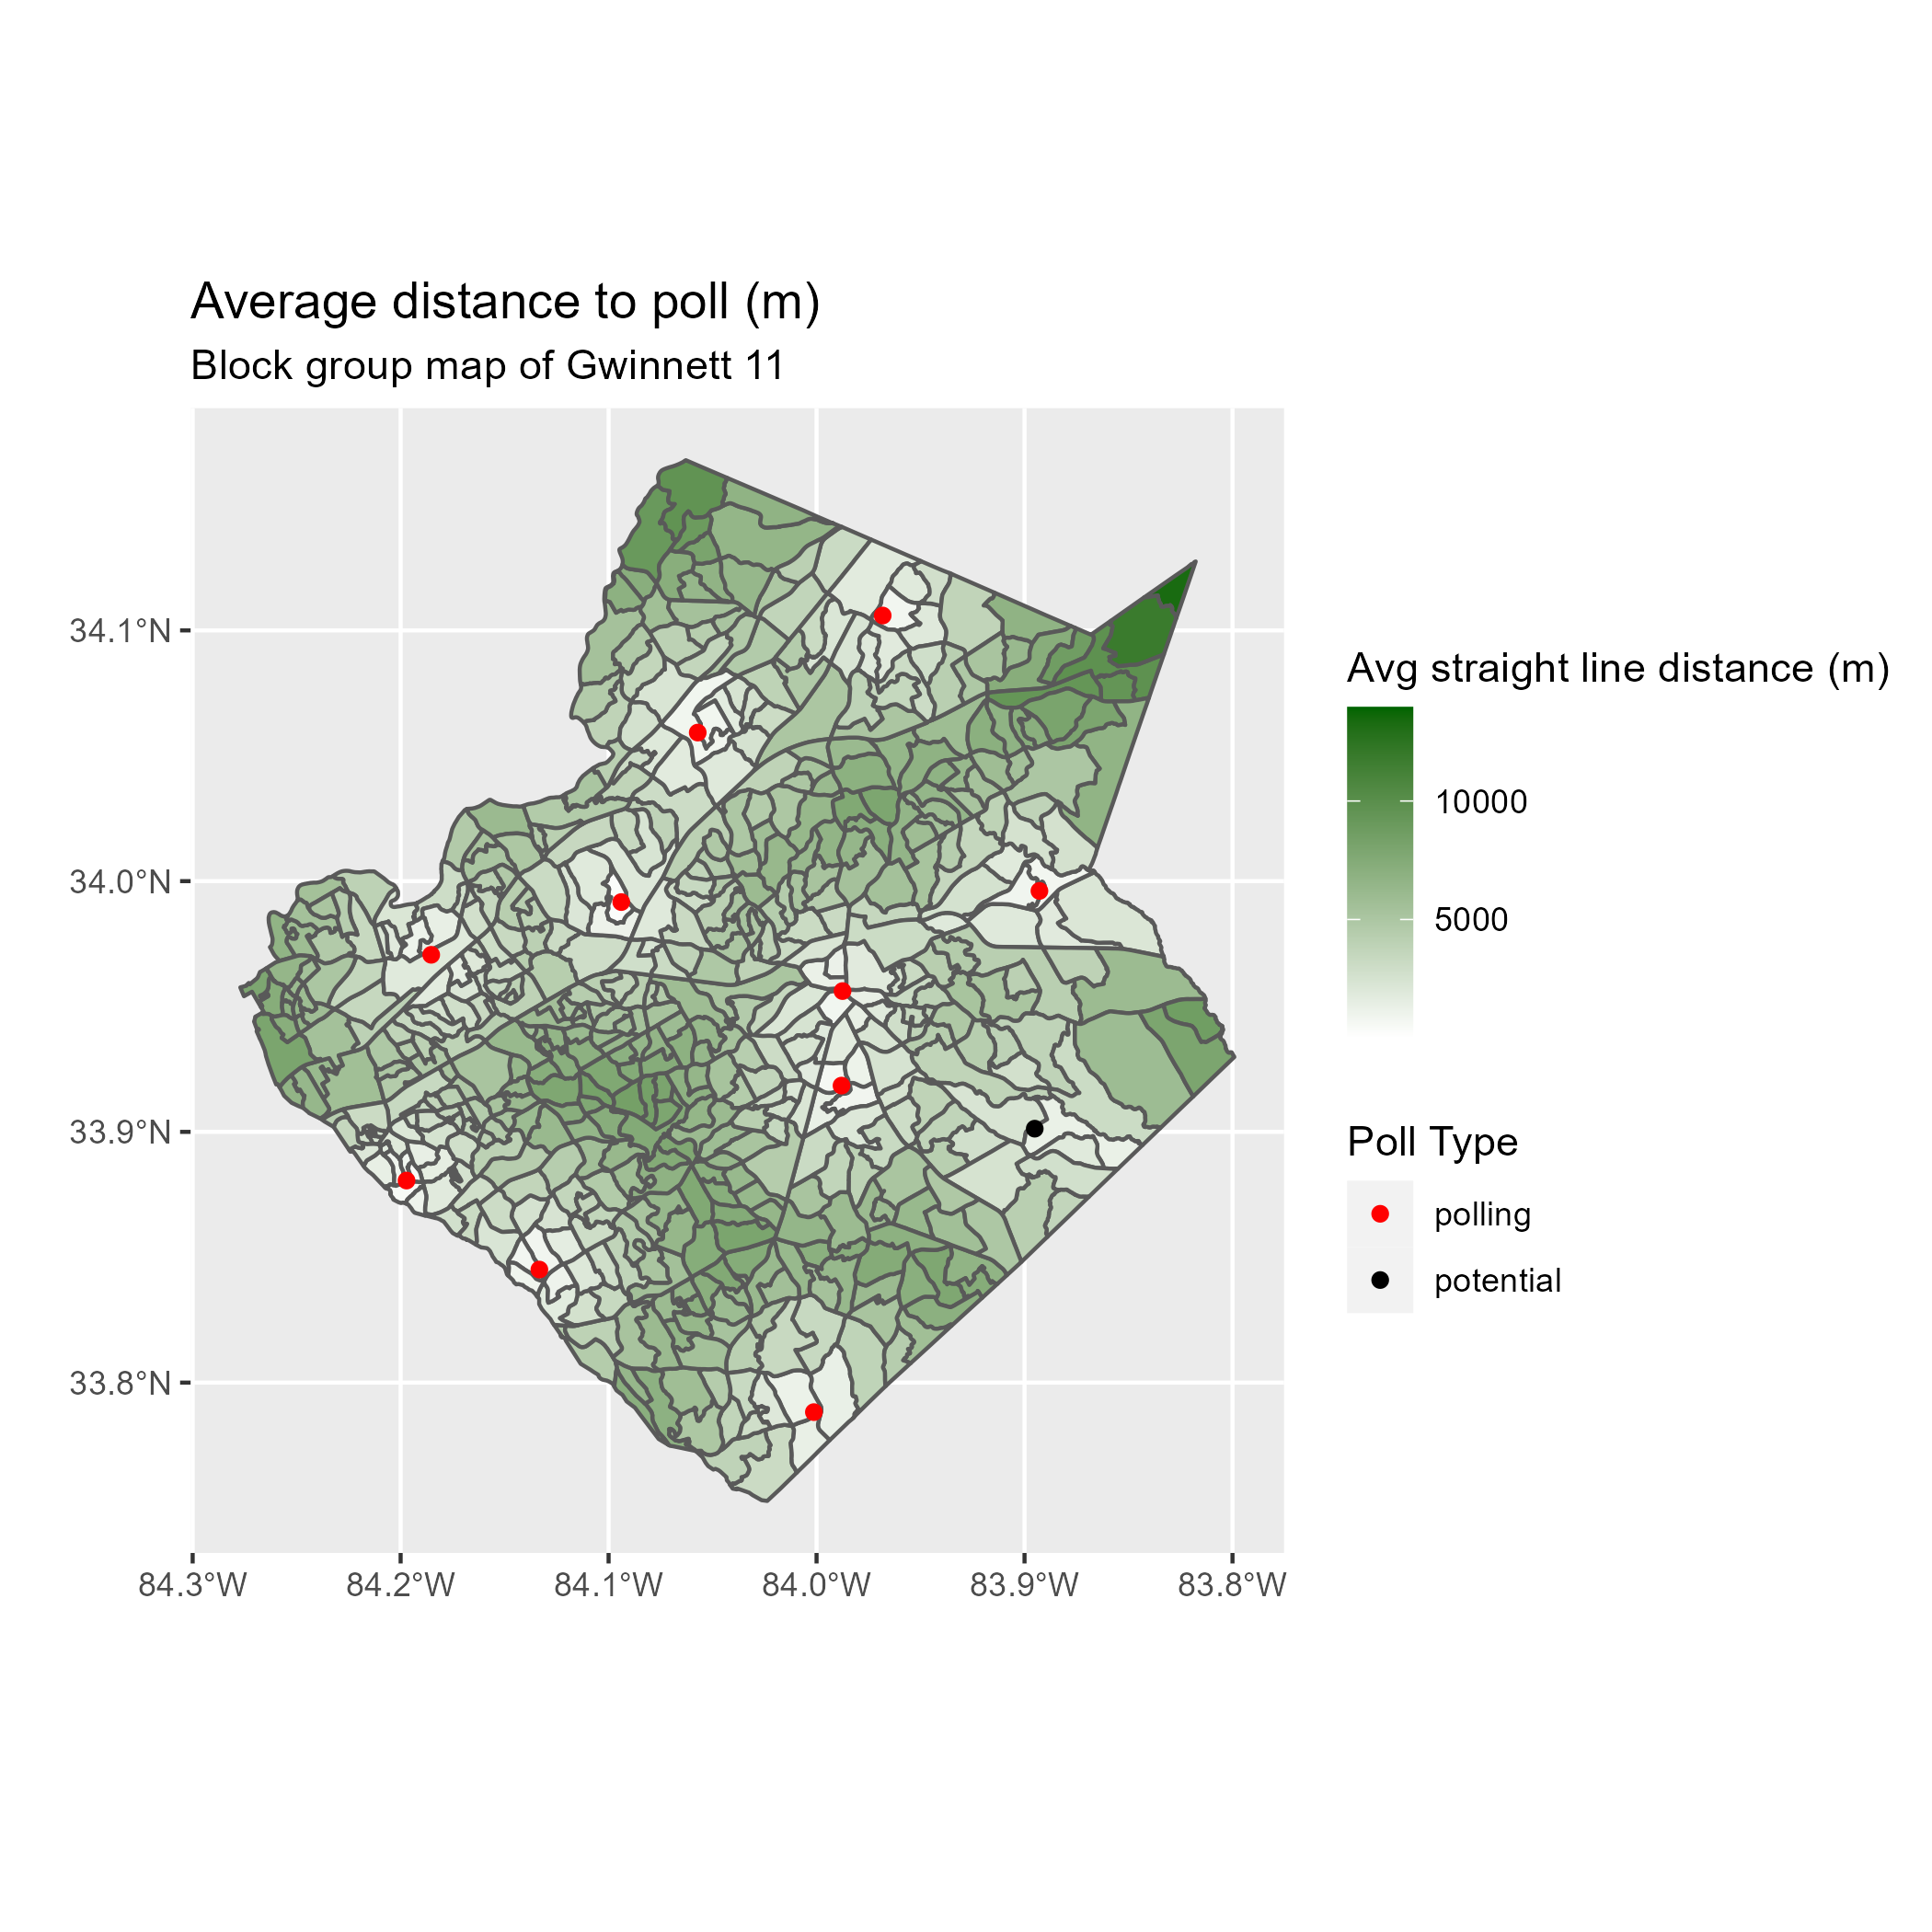 Average distance to poll (m)
Block group map of Gwinnett 11
34.1°N
34.0°N
33.9°N
33.8°N
84.3°W 84.2°W 84.1°W 84.0°W 83.9°W 83.8°W
Avg straight line distance (m)
10000
5000
Poll Type
polling
potential